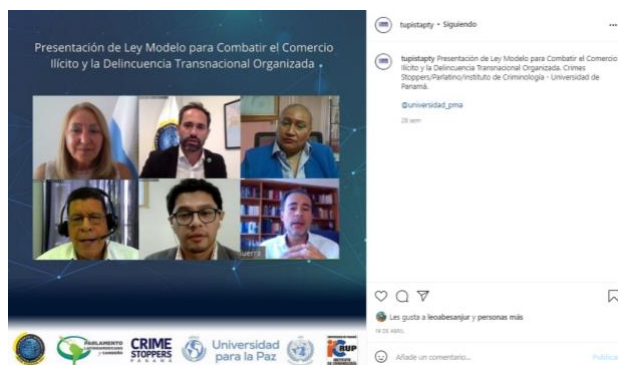 Presentación de Ley Modelo para Combatir el Comercio
Ilícito y la Delincuencia Transnacional Organizada
PARLAMENTO
LATINOAMERICANO
Y CARIBEÑO
CRIME
STOPPERS
PANAMÁ
Universidad
para la Paz
tupistapty • Siguiendo
tupistapty Presentación de Ley Modelo para Combatir el Comercio
Ilícito y la Delincuencia Transnacional Organizada. Crimes
Stoppers/Parlatino/Instituto de Criminología - Universidad de
Panamá.
@universidad_pma
28 sem
Les gusta a leoabesanjur y personas más
Añade un comentario...
Publicar